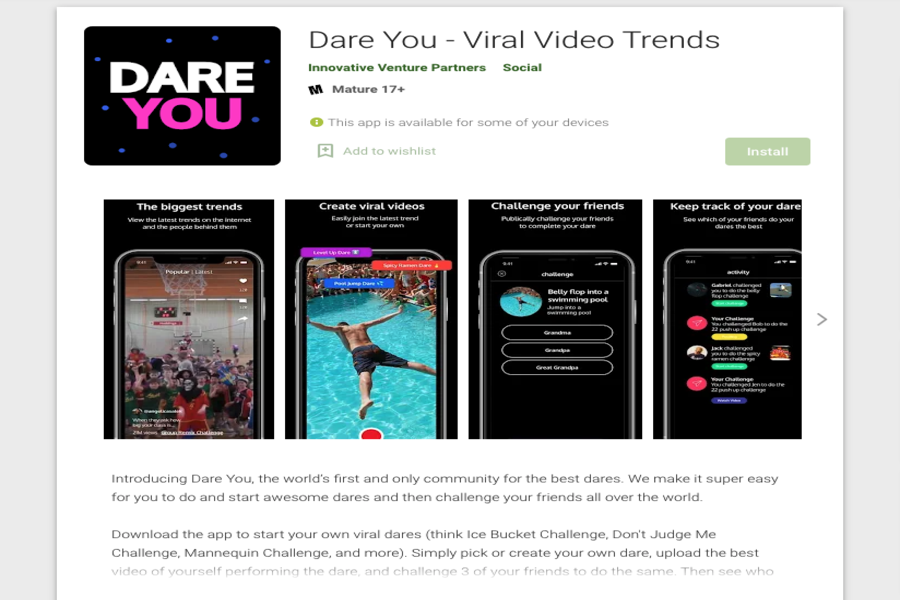 DARE
YOU
Dare You - Viral Video Trends
Innovative Venture Partners Social
M Mature 17+
This app is available for some of your devices
Add to wishlist
Install
The biggest trends
View the latest trends on the internet
and the people behind them
Popular | Latest
Group Remix Challenge
Create viral videos
Easily join the latest trend
or start your own
Level Up Dare
Spicy Ramen Dare
Pool Jump Dare
Challenge your friends
Publically challenge your friends
to complete your dare
9:41
challenge
Belly flop into a
swimming pool
Jump into a
swimming pool
Grandma
Grandpa
Great Grandpa
Keep track of your dare
See which of your friends do your
dares the best
9:41
activity
Gabriel challenged
you to do the belly
flop challenge
Your Challenge
You challenged Bob to do the
22 push up challenge
Jack challenged
you to do the spicy
ramen challenge
Your Challenge
You challenged Jen to do the
22 push up challenge
Watch Video
Introducing Dare You, the world's first and only community for the best dares. We make it super easy
for you to do and start awesome dares and then challenge your friends all over the world.
Download the app to start your own viral dares (think Ice Bucket Challenge, Don't Judge Me
Challenge, Mannequin Challenge, and more). Simply pick or create your own dare, upload the best
video of yourself performing the dare, and challenge 3 of your friends to do the same. Then see who